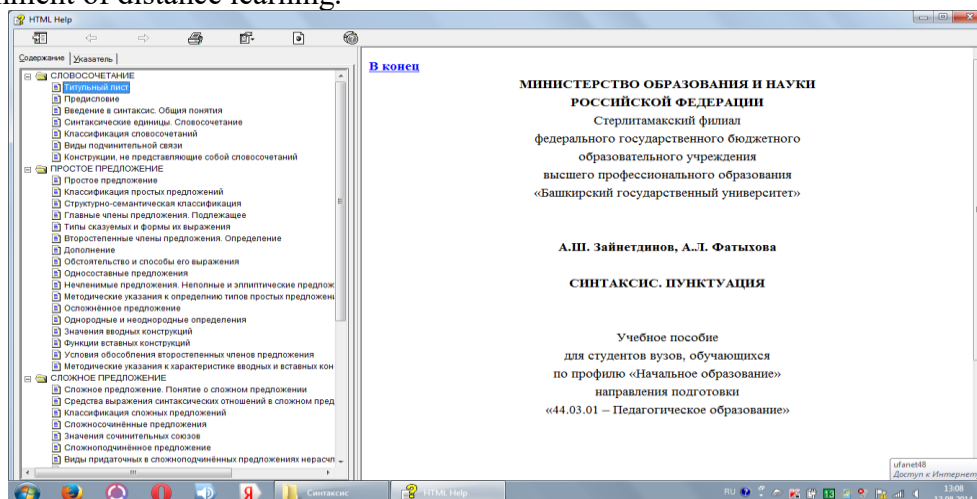 nment of distance learning.
HTML Help
Содержание Указатель
СЛОВОСОЧЕТАНИЕ
Титульный лист
Предисловие
Введение в синтаксис. Общия понятия
Синтаксические единицы. Словосочетание
Классификация словосочетаний
Виды подчинительной связи
Конструкции, не представляющие собой словосочетаний
ПРОСТОЕ ПРЕДЛОЖЕНИЕ
Простое предложение
Классификация простых предложений
Структурно-семантическая классификация
Главные члены предложения. Подлежащее
Типы сказуемых и формы их выражения
Второстепенные члены предложения. Определение
Дополнение
Обстоятельство и способы его выражения
Односоставные предложения
Нечленимые предложения. Неполные и эллиптические предлож
Методические указания к определнию типов простых предложени
Осложнённое предложение
Однородные и неоднородные определения
Значения вводных конструкций
Функции вставных конструкций
Условия обособления второстепенных членов предложения
Методические указания к характеристике вводных и вставных кон
СЛОЖНОЕ ПРЕДЛОЖЕНИЕ
Сложное предложение. Понятие о сложном предложении
Средства выражения синтаксических отношений в сложном пред
Классификация сложных предложений
Сложносочинённые предложения
Значения сочинительных союзов
Сложноподчинённое предложение
Виды придаточных в сложноподчинённых предложениях нерасчл
В конец
МИНИСТЕРСТВО ОБРАЗОВАНИЯ И НАУКИ
РОССИЙСКОЙ ФЕДЕРАЦИИ
Стерлитамакский филиал
федерального государственного бюджетного
образовательного учреждения
высшего профессионального образования
«Башкирский государственный университет»
А.Ш. Зайнетдинов, А.Л. Фатыхова
СИНТАКСИС. ПУНКТУАЦИЯ
Учебное пособие
для студентов вузов, обучающихся
по профилю «Начальное образование»
направления подготовки
«44.03.01 – Педагогическое образование»
ufanet48
Доступ к Интернет
Синтаксис
HTML Help
RU
13:08